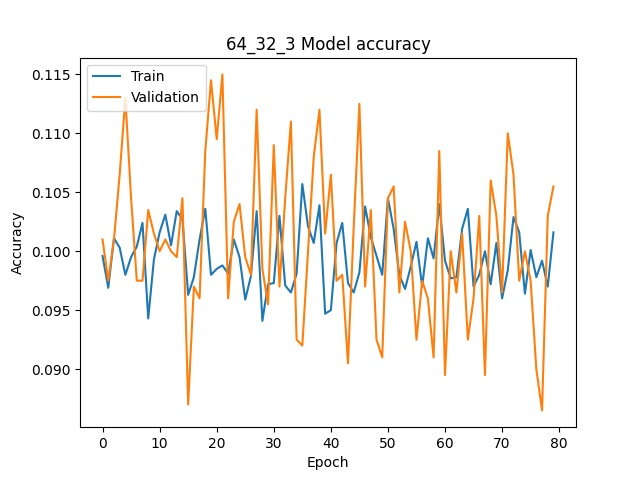 64_32_3 Model accuracy
Train
Validation
0.115
0.110
0.105
0.100
0.095
0.090
Accuracy
0 10 20 30 40 50 60 70 80
Epoch